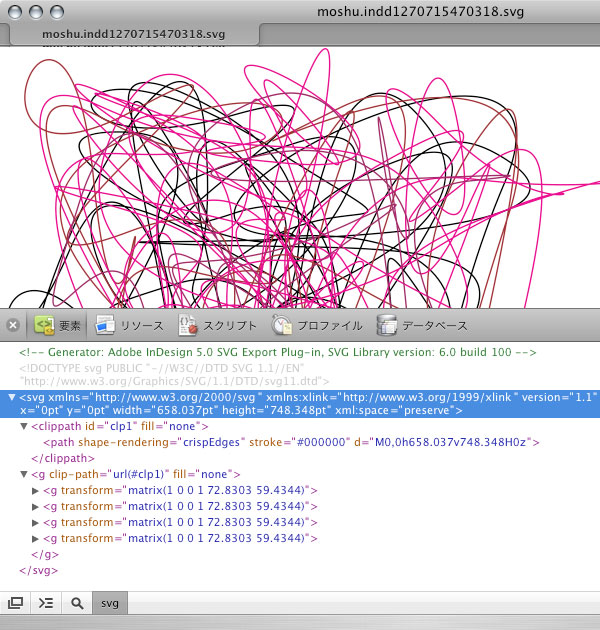 moshu.indd1270715470318.svg
moshu.indd1270715470318.svg
要素 リソース スクリプト プロファイル データベース
<!-- Generator: Adobe InDesign 5.0 SVG Export Plug-in, SVG Library version: 6.0 build 100 -->
<!DOCTYPE svg PUBLIC "-//W3C//DTD SVG 1.1//EN"
"http://www.w3.org/Graphics/SVG/1.1/DTD/svg11.dtd">
▼<svg xmlns="http://www.w3.org/2000/svg" xmlns:xlink="http://www.w3.org/1999/xlink" version="1.1"
x="0pt" y="0pt" width="658.037pt" height="748.348pt" xml:space="preserve">
▼<clippath id="clp1" fill="none">
<path shape-rendering="crispEdges" stroke="#000000" d="M0,0h658.037v748.348H0z">
</clippath>
▼<g clip-path="url(#clp1)" fill="none">
▶<g transform="matrix(1 0 0 1 72.8303 59.4344)">
▶<g transform="matrix(1 0 0 1 72.8303 59.4344)">
▶<g transform="matrix(1 0 0 1 72.8303 59.4344)">
▶<g transform="matrix(1 0 0 1 72.8303 59.4344)">
</g>
</svg>
svg